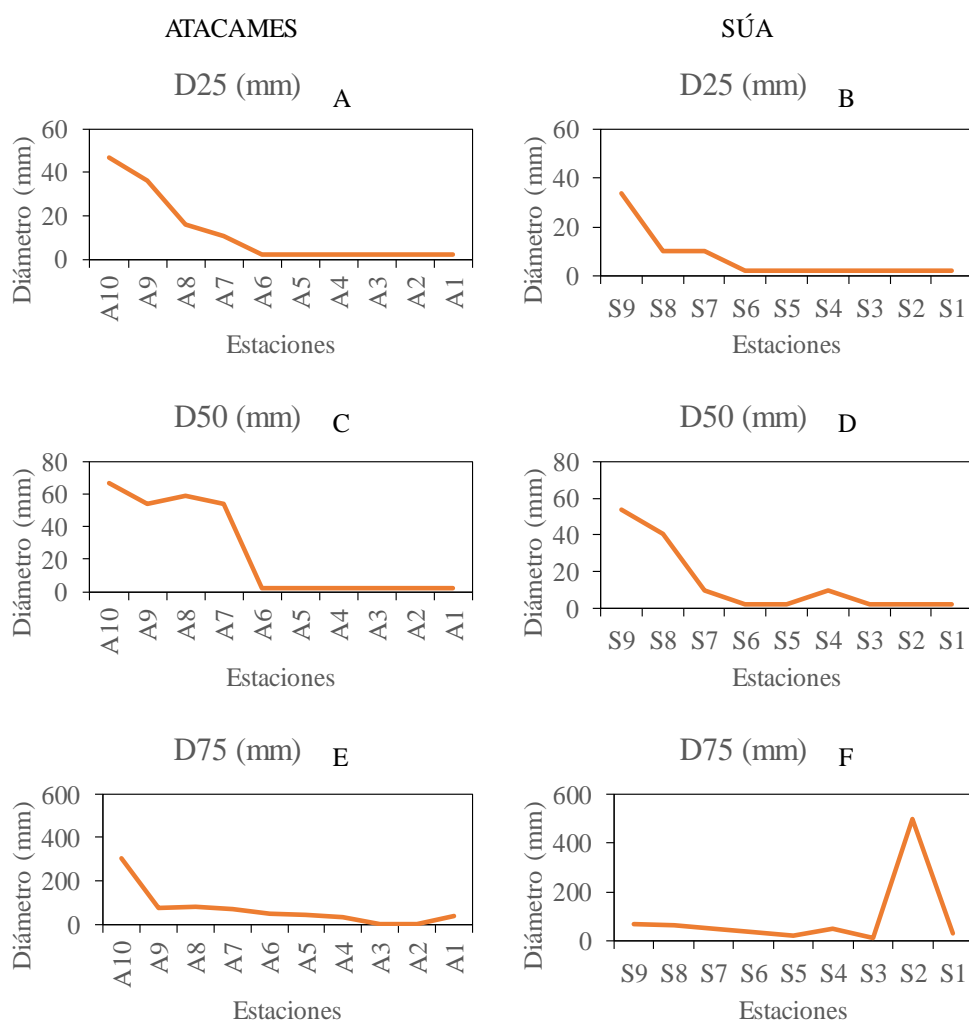 ATACAMES
SÚA
D25 (mm) A
Diámetro (mm)
60
40
20
0
A10 A9 A8 A7 A6 A5 A4 A3 A2 A1
Estaciones
D25 (mm) B
Diámetro (mm)
60
40
20
0
S9 S8 S7 S6 S5 S4 S3 S2 S1
Estaciones
D50 (mm) C
Diámetro (mm)
80
60
40
20
0
A10 A9 A8 A7 A6 A5 A4 A3 A2 A1
Estaciones
D50 (mm) D
Diámetro (mm)
80
60
40
20
0
S9 S8 S7 S6 S5 S4 S3 S2 S1
Estaciones
D75 (mm) E
Diámetro (mm)
600
400
200
0
A10 A9 A8 A7 A6 A5 A4 A3 A2 A1
Estaciones
D75 (mm) F
Diámetro (mm)
600
400
200
0
S9 S8 S7 S6 S5 S4 S3 S2 S1
Estaciones